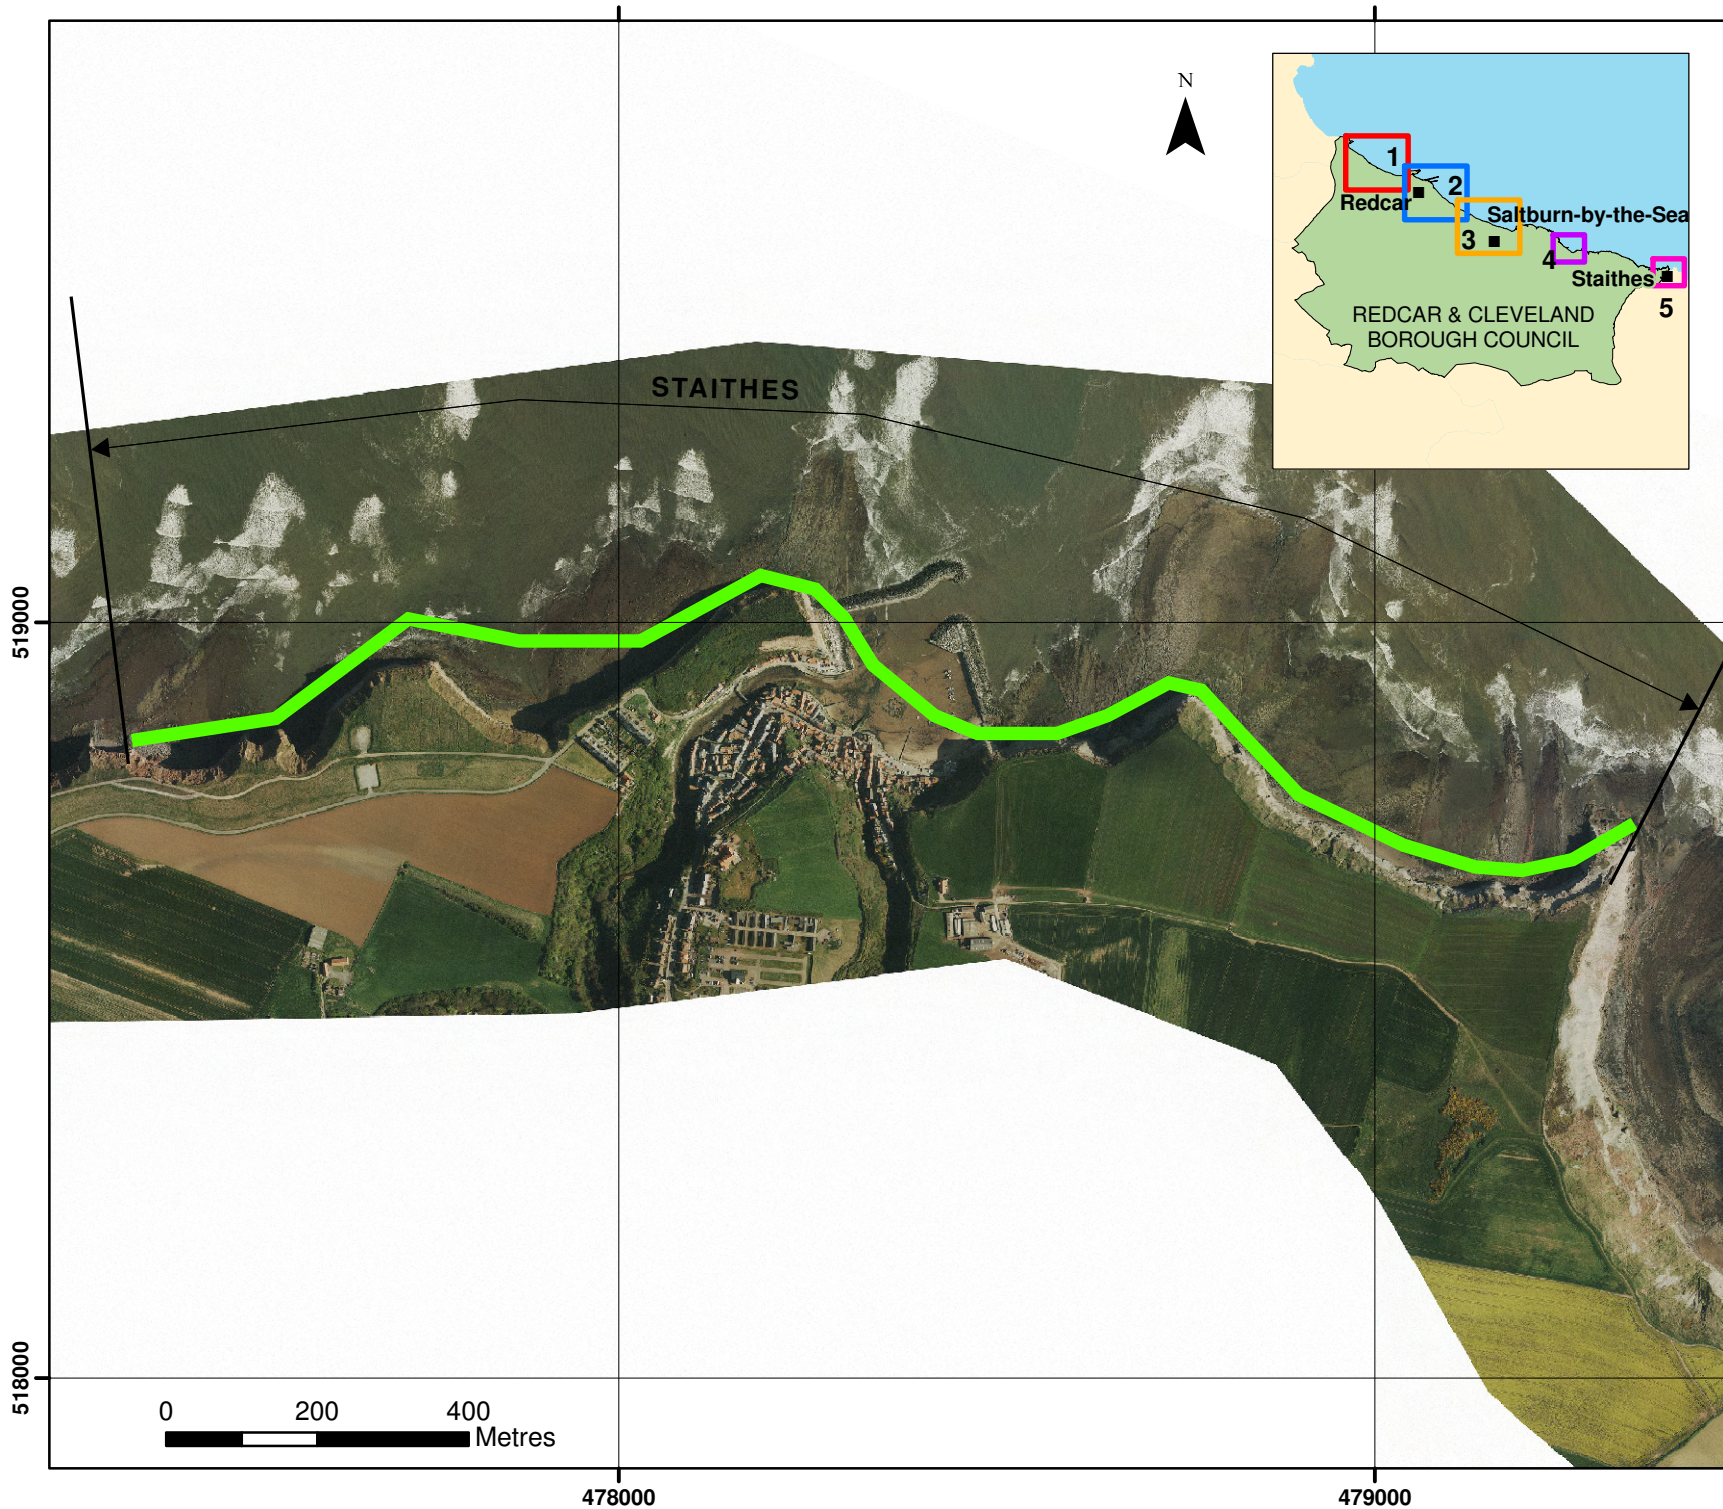 N
1
2
Redcar
Saltburn-by-the-Sea
3
4
Staithes
5
REDCAR & CLEVELAND
BOROUGH COUNCIL
STAITHES
519000
518000
0 200 400
Metres
478000 479000